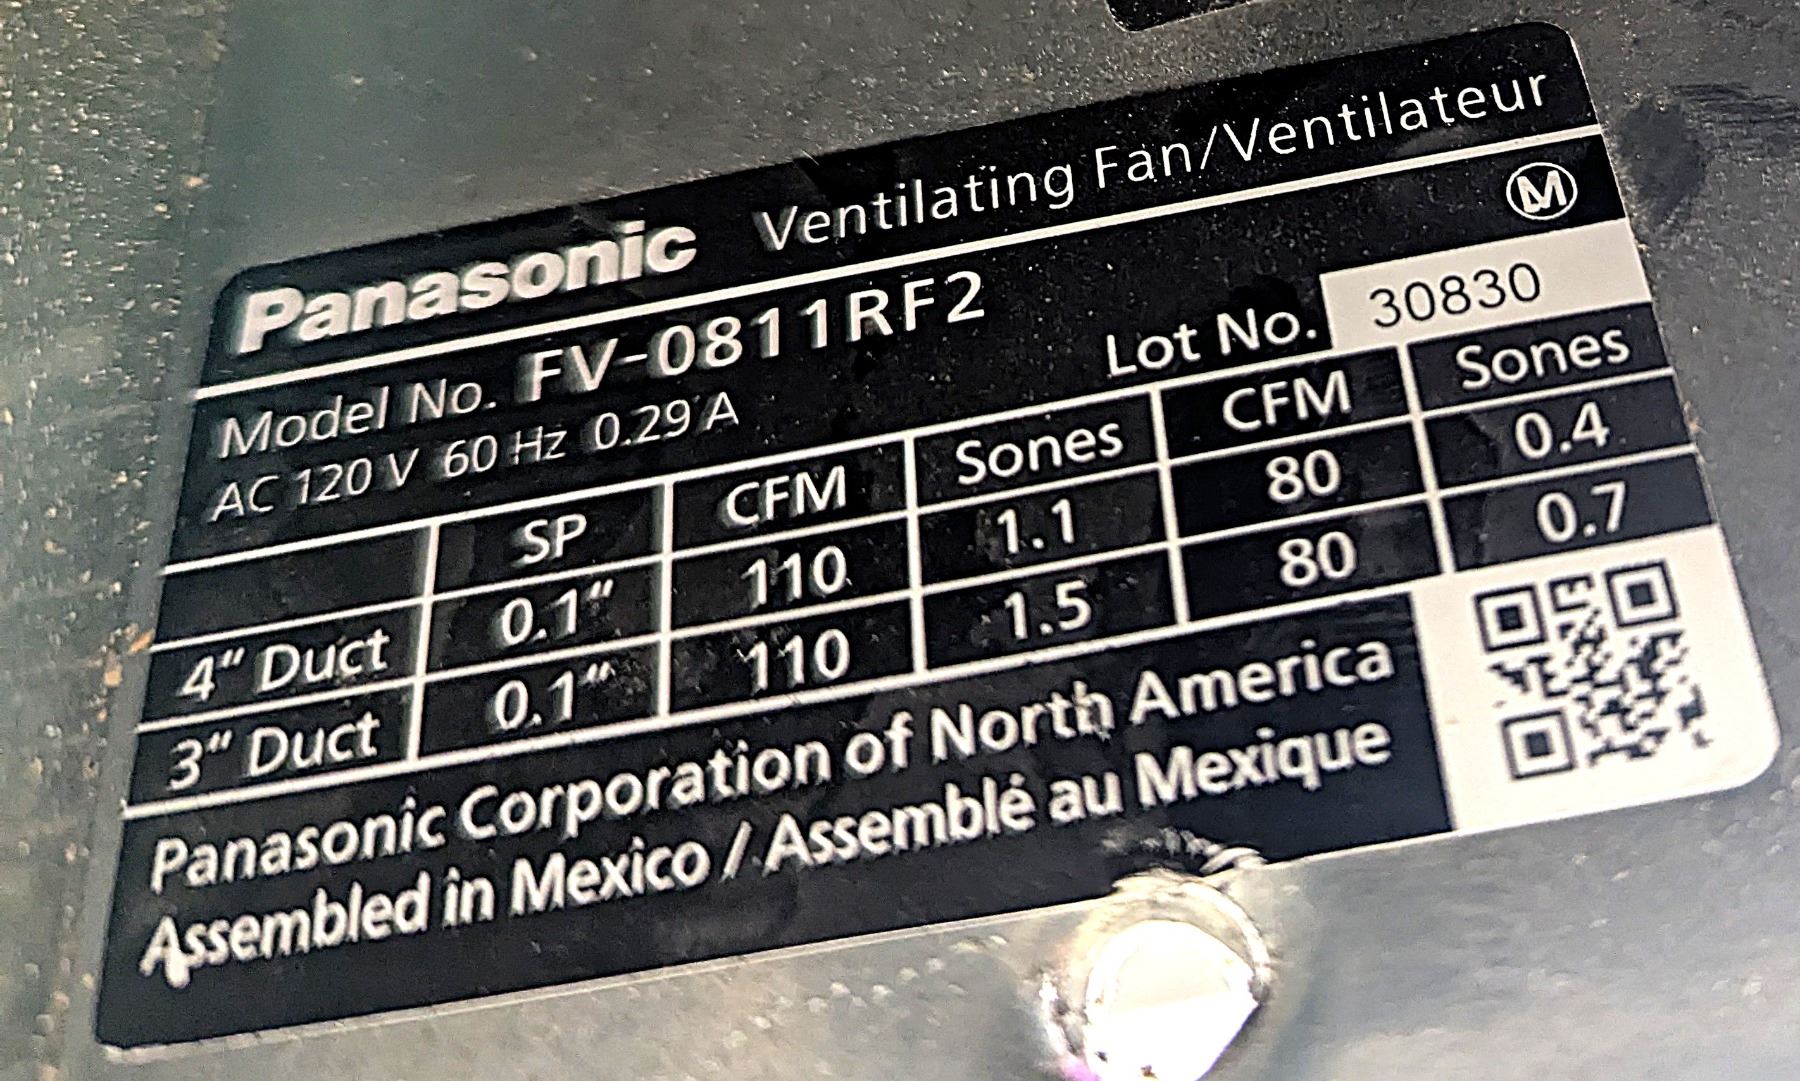 Panasonic Ventilating Fan/Ventilateur
Model No. FV-0811RF2 M
AC 120 V 60 Hz 0.29 A Lot No. 30830
SP CFM Sones CFM Sones
4" Duct 0.1" 110 1.1 80 0.4
3" Duct 0.1" 110 1.5 80 0.7
Panasonic Corporation of North America
Assembled in Mexico / Assemblé au Mexique